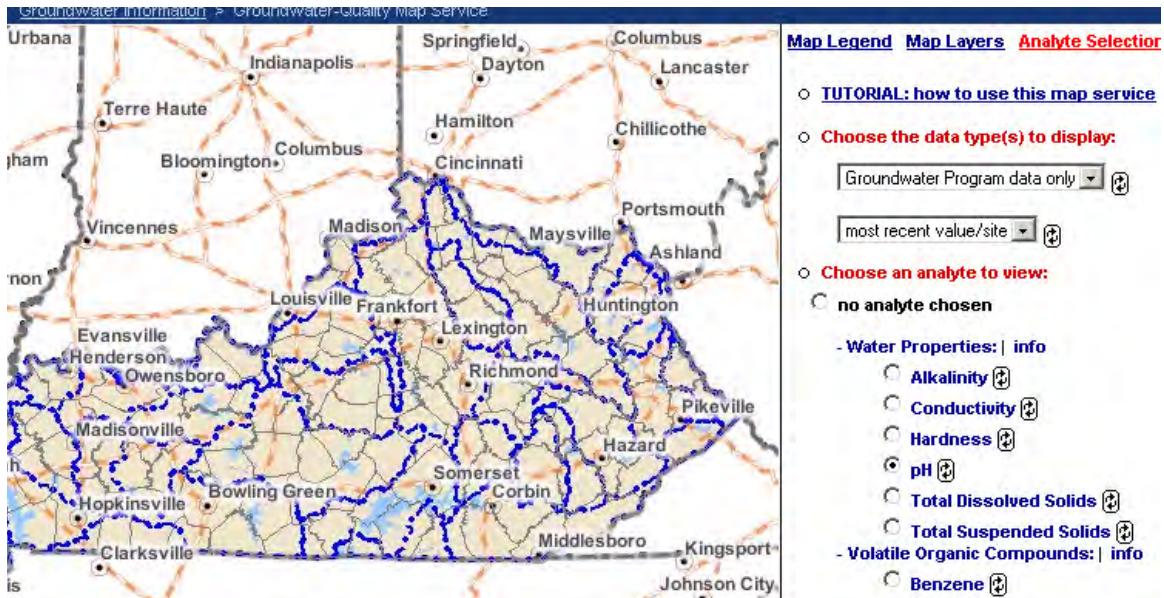 Groundwater Information > Groundwater-Quality Map Service
Urbana
Springfield
Columbus
Indianapolis
Dayton
Lancaster
Terre Haute
Hamilton
Chillicothe
Columbus
Bloomington
Cincinnati
Vincennes
Portsmouth
Madison
Maysville
Ashland
Louisville
Frankfort
Huntington
Evansville
Lexington
Henderson
Owensboro
Richmond
Pikeville
Madisonville
Hazard
Somerset
Bowling Green
Corbin
Hopkinsville
Middlesboro
Clarksville
Kingsport
Johnson City
Map Legend Map Layers Analyte Selection
TUTORIAL: how to use this map service
Choose the data type(s) to display:
Groundwater Program data only
most recent value/site
Choose an analyte to view:
no analyte chosen
- Water Properties: | info
Alkalinity
Conductivity
Hardness
pH
Total Dissolved Solids
Total Suspended Solids
- Volatile Organic Compounds: | info
Benzene